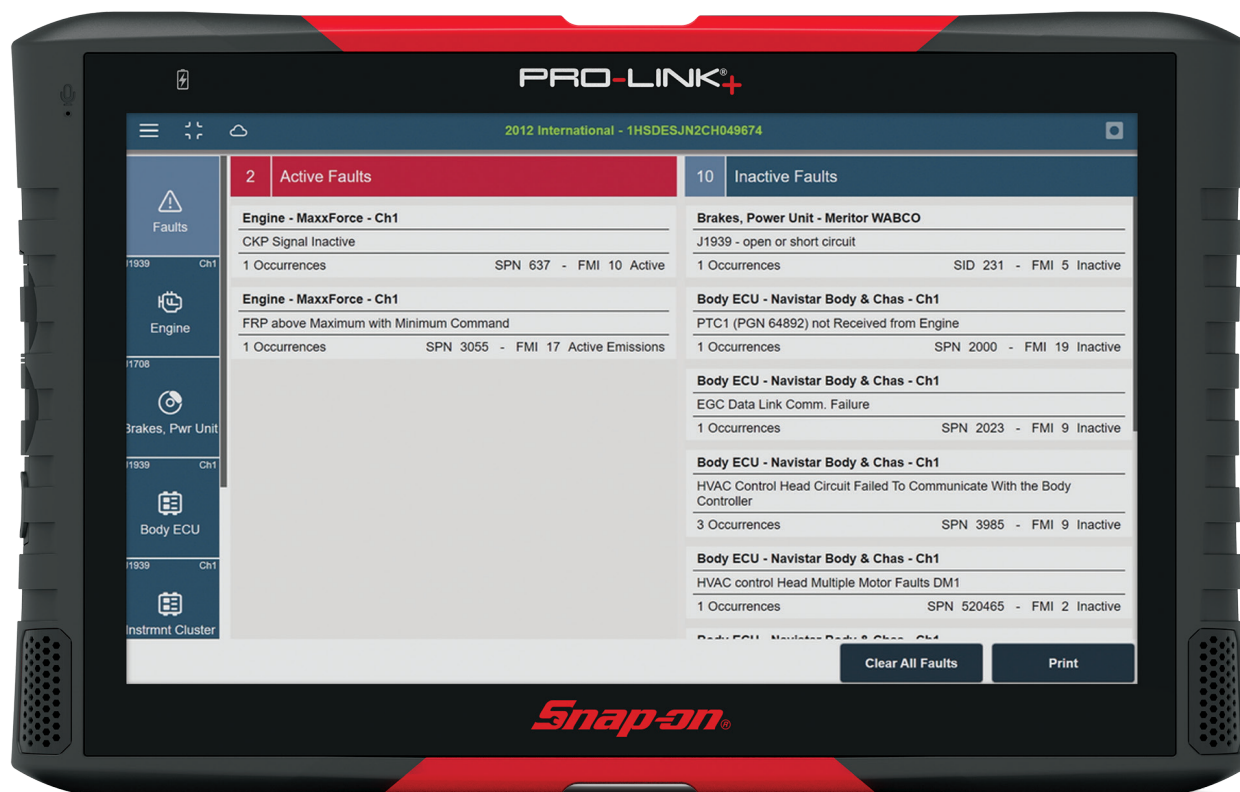 PRO-LINK®+
2012 International - 1HSDESJN2CH049674
Faults
J1939 Ch1
Engine
J1708
Brakes, Pwr Unit
J1939 Ch1
Body ECU
J1939 Ch1
Instrmnt Cluster
2 Active Faults
Engine - MaxxForce - Ch1
CKP Signal Inactive
1 Occurrences SPN 637 - FMI 10 Active
Engine - MaxxForce - Ch1
FRP above Maximum with Minimum Command
1 Occurrences SPN 3055 - FMI 17 Active Emissions
10 Inactive Faults
Brakes, Power Unit - Meritor WABCO
J1939 - open or short circuit
1 Occurrences SID 231 - FMI 5 Inactive
Body ECU - Navistar Body & Chas - Ch1
PTC1 (PGN 64892) not Received from Engine
1 Occurrences SPN 2000 - FMI 19 Inactive
Body ECU - Navistar Body & Chas - Ch1
EGC Data Link Comm. Failure
1 Occurrences SPN 2023 - FMI 9 Inactive
Body ECU - Navistar Body & Chas - Ch1
HVAC Control Head Circuit Failed To Communicate With the Body
Controller
3 Occurrences SPN 3985 - FMI 9 Inactive
Body ECU - Navistar Body & Chas - Ch1
HVAC control Head Multiple Motor Faults DM1
1 Occurrences SPN 520465 - FMI 2 Inactive
Body ECU - Navistar Body & Chas - Ch1
Clear All Faults
Print
Snap-on®